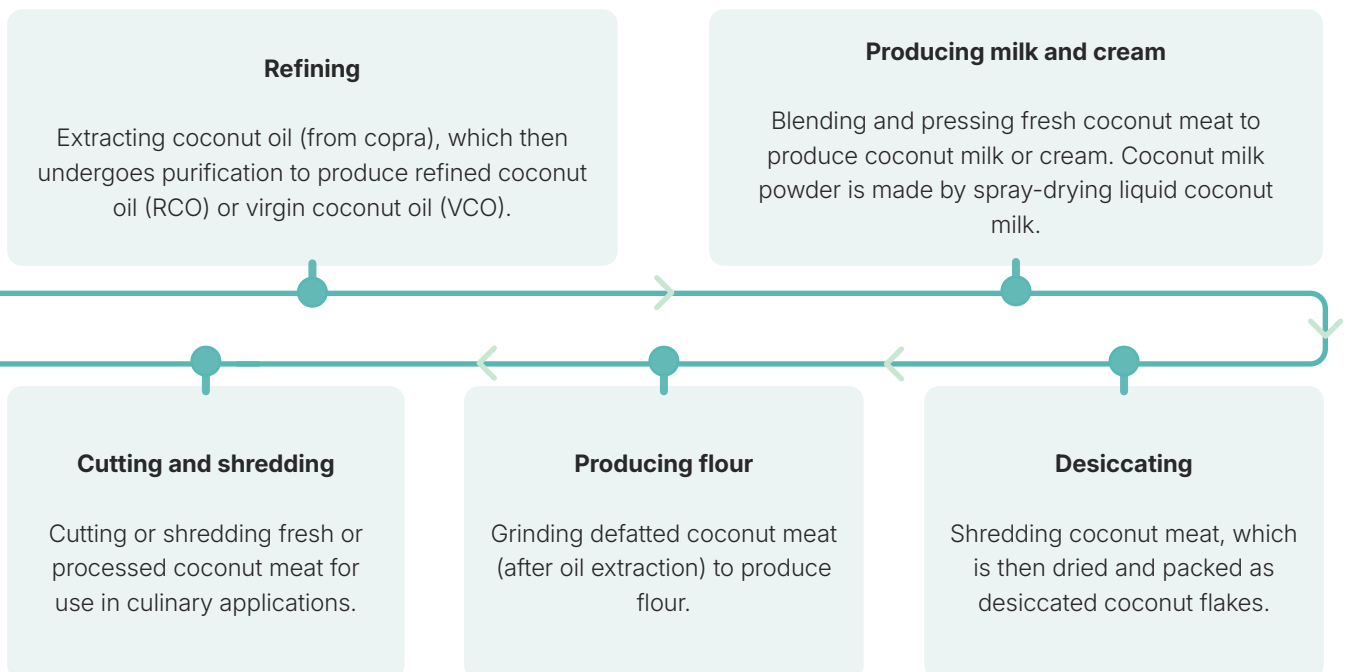 Refining
Extracting coconut oil (from copra), which then
undergoes purification to produce refined coconut
oil (RCO) or virgin coconut oil (VCO).
Producing milk and cream
Blending and pressing fresh coconut meat to
produce coconut milk or cream. Coconut milk
powder is made by spray-drying liquid coconut
milk.
Cutting and shredding
Cutting or shredding fresh or
processed coconut meat for
use in culinary applications.
Producing flour
Grinding defatted coconut meat
(after oil extraction) to produce
flour.
Desiccating
Shredding coconut meat, which
is then dried and packed as
desiccated coconut flakes.